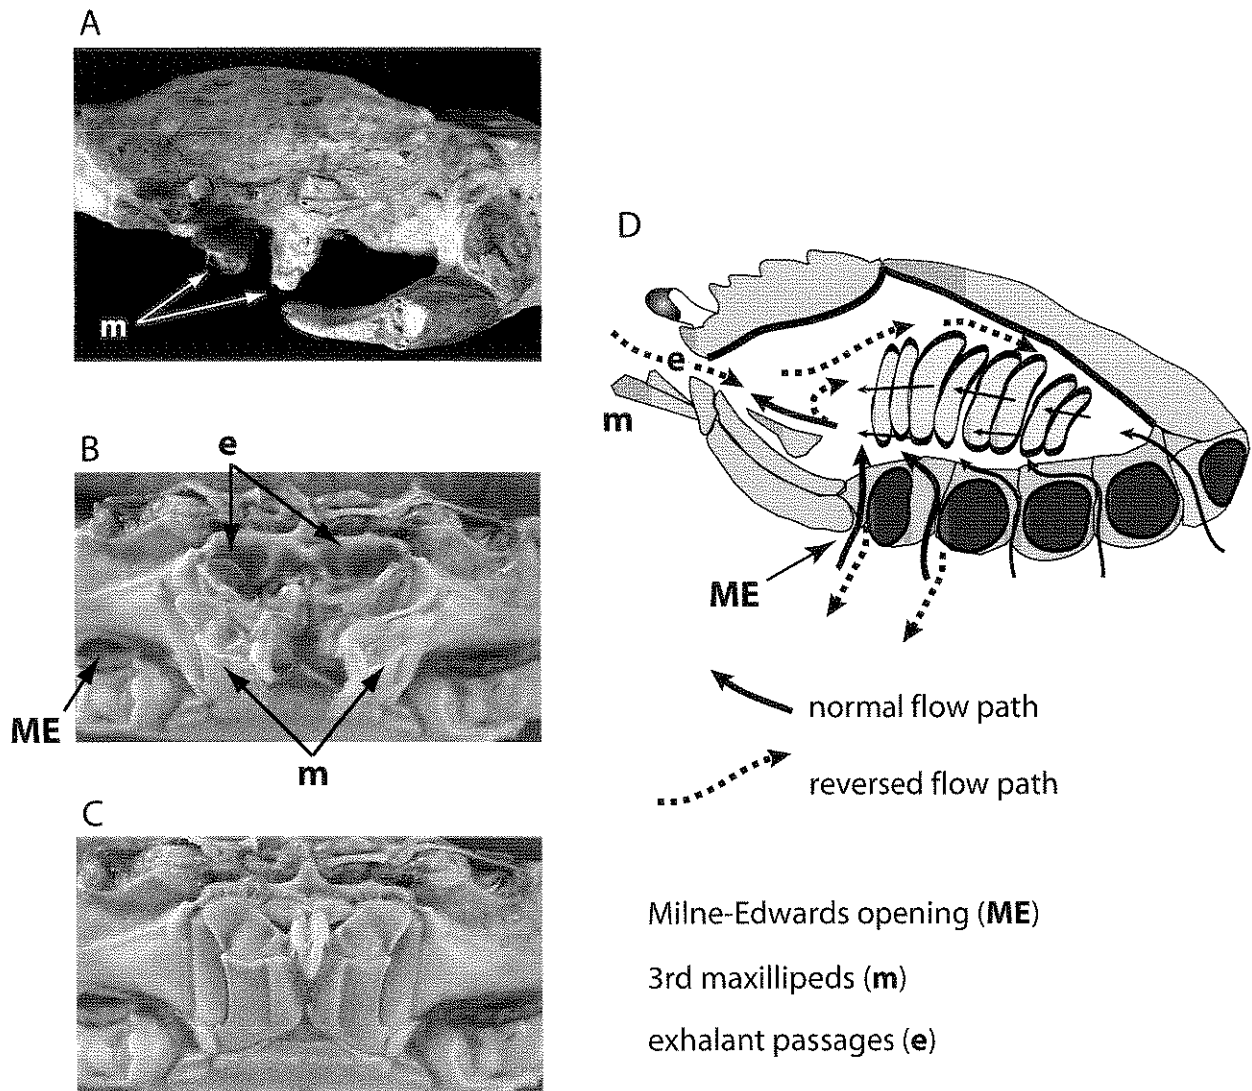 A
m
B
e
ME
m
C
D
e
m
ME
normal flow path
reversed flow path
Milne-Edwards opening (ME)
3rd maxillipeds (m)
exhalant passages (e)